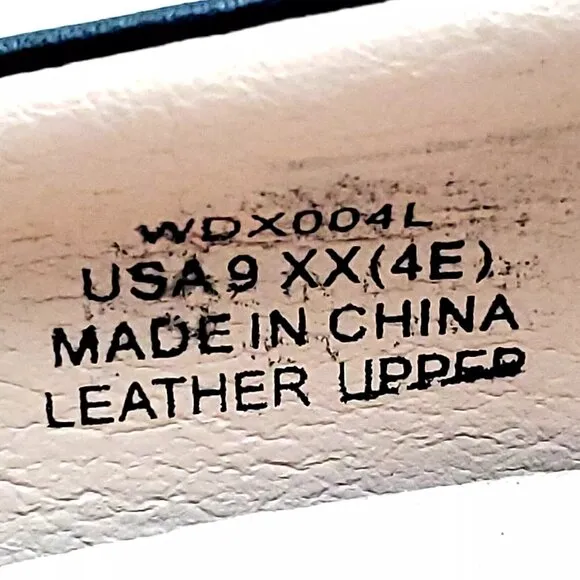 WDX004L
USA 9 XX (4E)
MADE IN CHINA
LEATHER UPPER